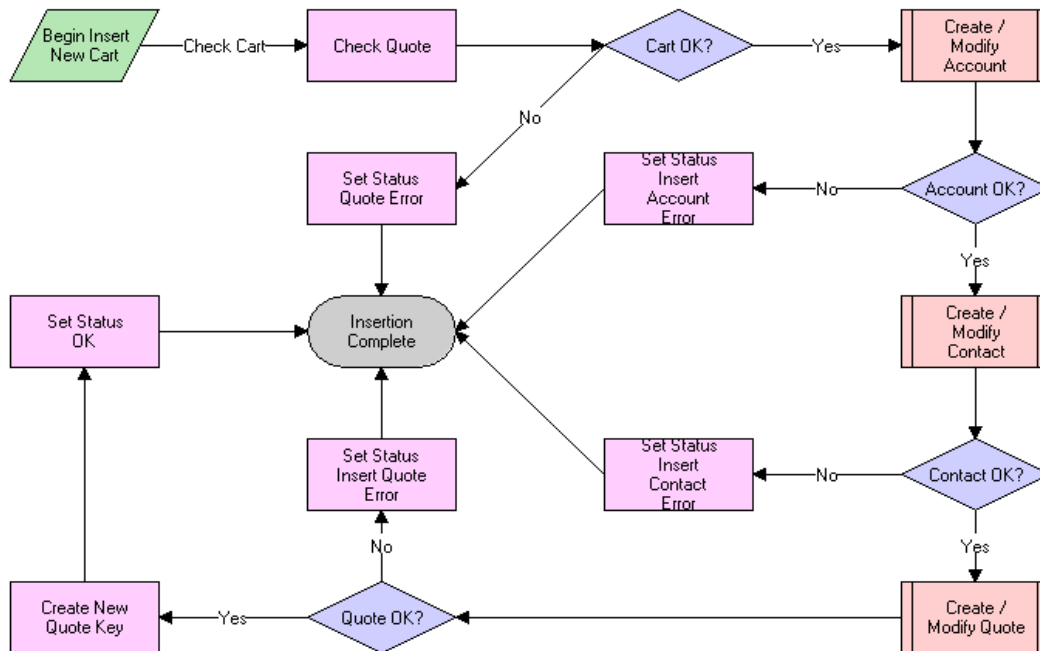 Begin Insert
New Cart
Check Cart
Check Quote
Cart OK?
Yes
Create /
Modify
Account
No
Set Status
Quote Error
Set Status
Insert
Account
Error
No
Account OK?
Yes
Set Status
OK
Insertion
Complete
Create /
Modify
Contact
Set Status
Insert Quote
Error
Set Status
Insert
Contact
Error
No
Contact OK?
No
Yes
Create New
Quote Key
Yes
Quote OK?
Create /
Modify Quote